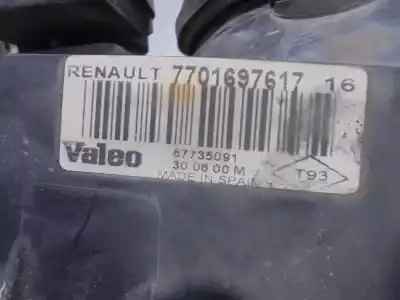 RENAULT 7701697617 16
Valeo 67735091
30 06 00 M
MADE IN SPAIN
T93